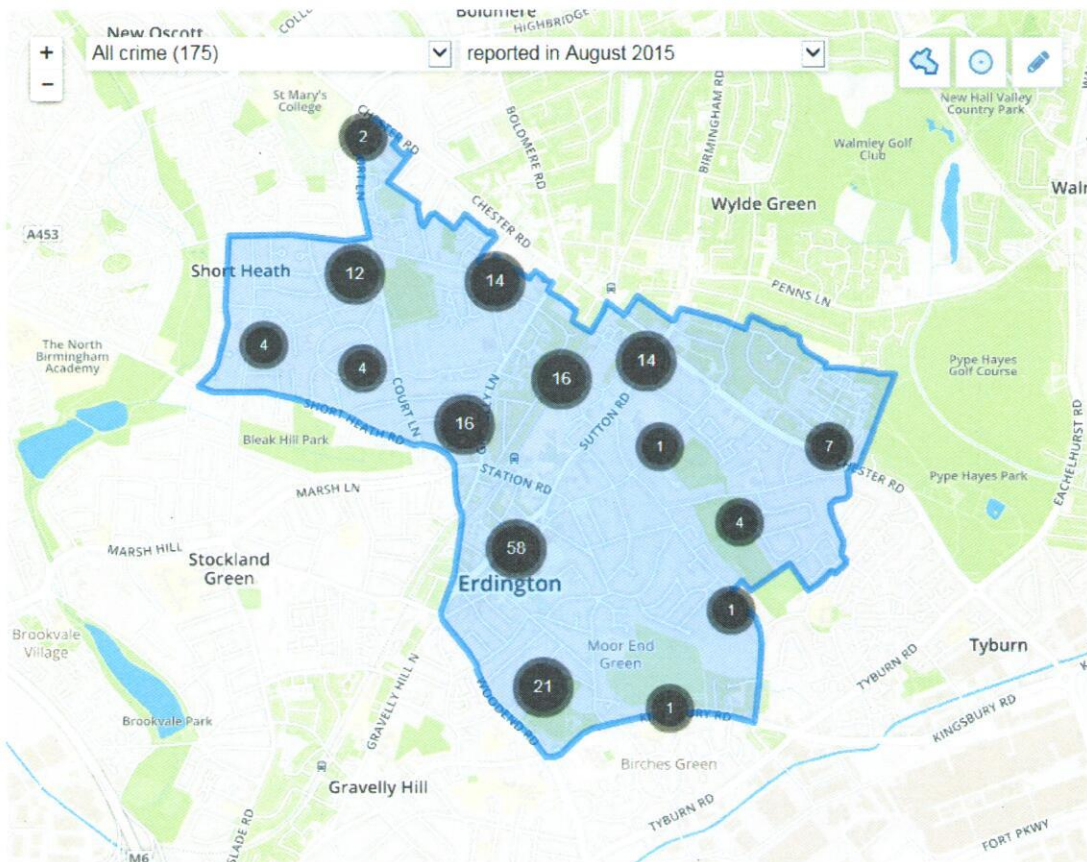 BOLDMERE
HIGHBRIDGE
New Oscott
COLL
+
All crime (175)
reported in August 2015
−
St Mary's
College
CHESTER RD
2
BOLDMERE RD
BIRMINGHAM RD
New Hall Valley
Country Park
Walmley Golf
Club
Walm
Wylde Green
CHESTER RD
A453
Short Heath
12
14
PENNS LN
The North
Birmingham
Academy
4
4
16
14
Pype Hayes
Golf Course
COURT LN
SHORT HEATH RD
16
SUTTON RD
1
7
CHESTER RD
EACHELHURST RD
Bleak Hill Park
STATION RD
Pype Hayes Park
MARSH LN
4
MARSH HILL
Stockland
Green
58
Erdington
1
Brookvale
Village
Moor End
Green
Tyburn
TYBURN RD
21
1
WOODEND RD
KINGSBURY RD
Brookvale Park
GRAVELLY HILL N
Birches Green
Gravelly Hill
TYBURN RD
SLADE RD
FORT PKWY
M6